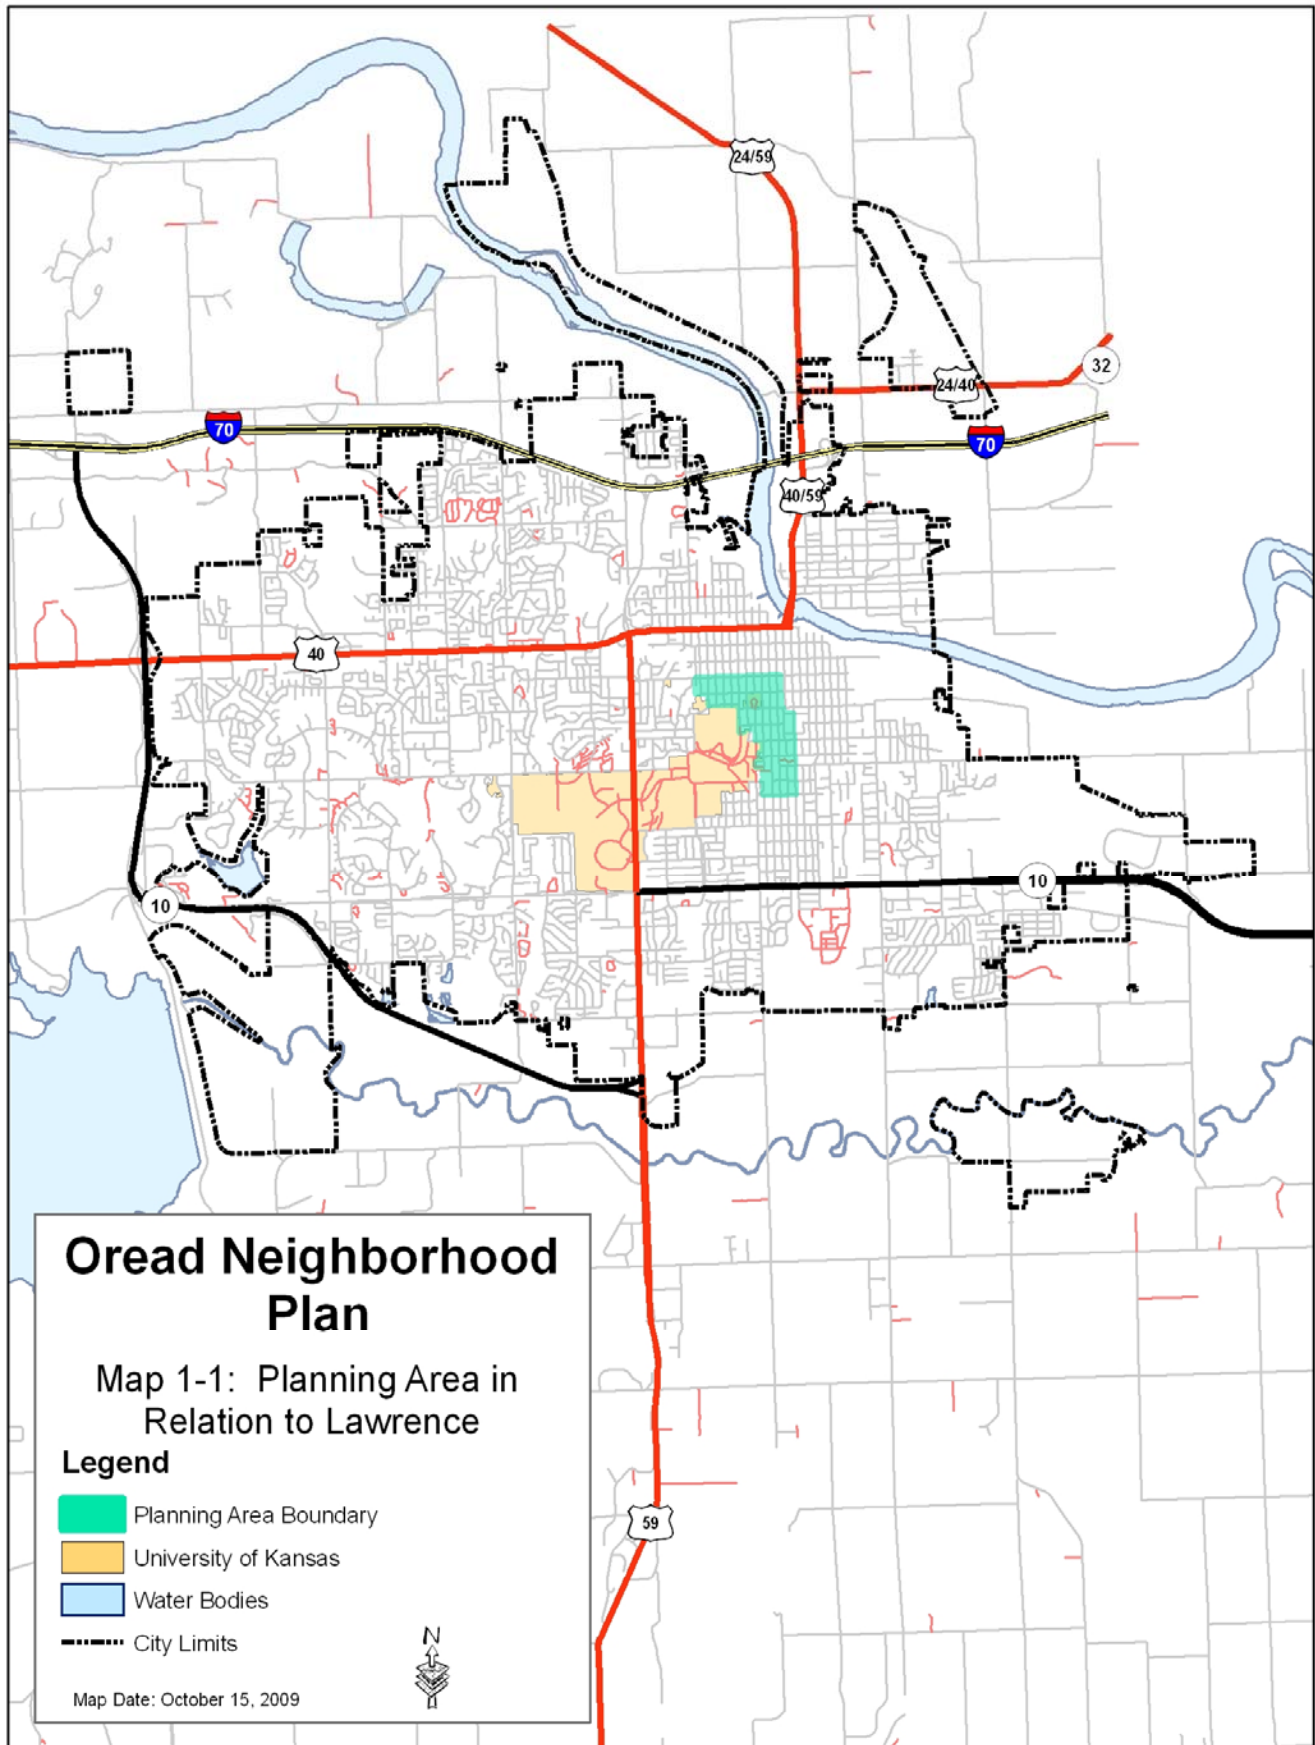 24/59
32
24/40
70
70
40/59
40
10
10
Oread Neighborhood
Plan
Map 1-1: Planning Area in
Relation to Lawrence
Legend
Planning Area Boundary
University of Kansas
Water Bodies
City Limits
N
Map Date: October 15, 2009
59